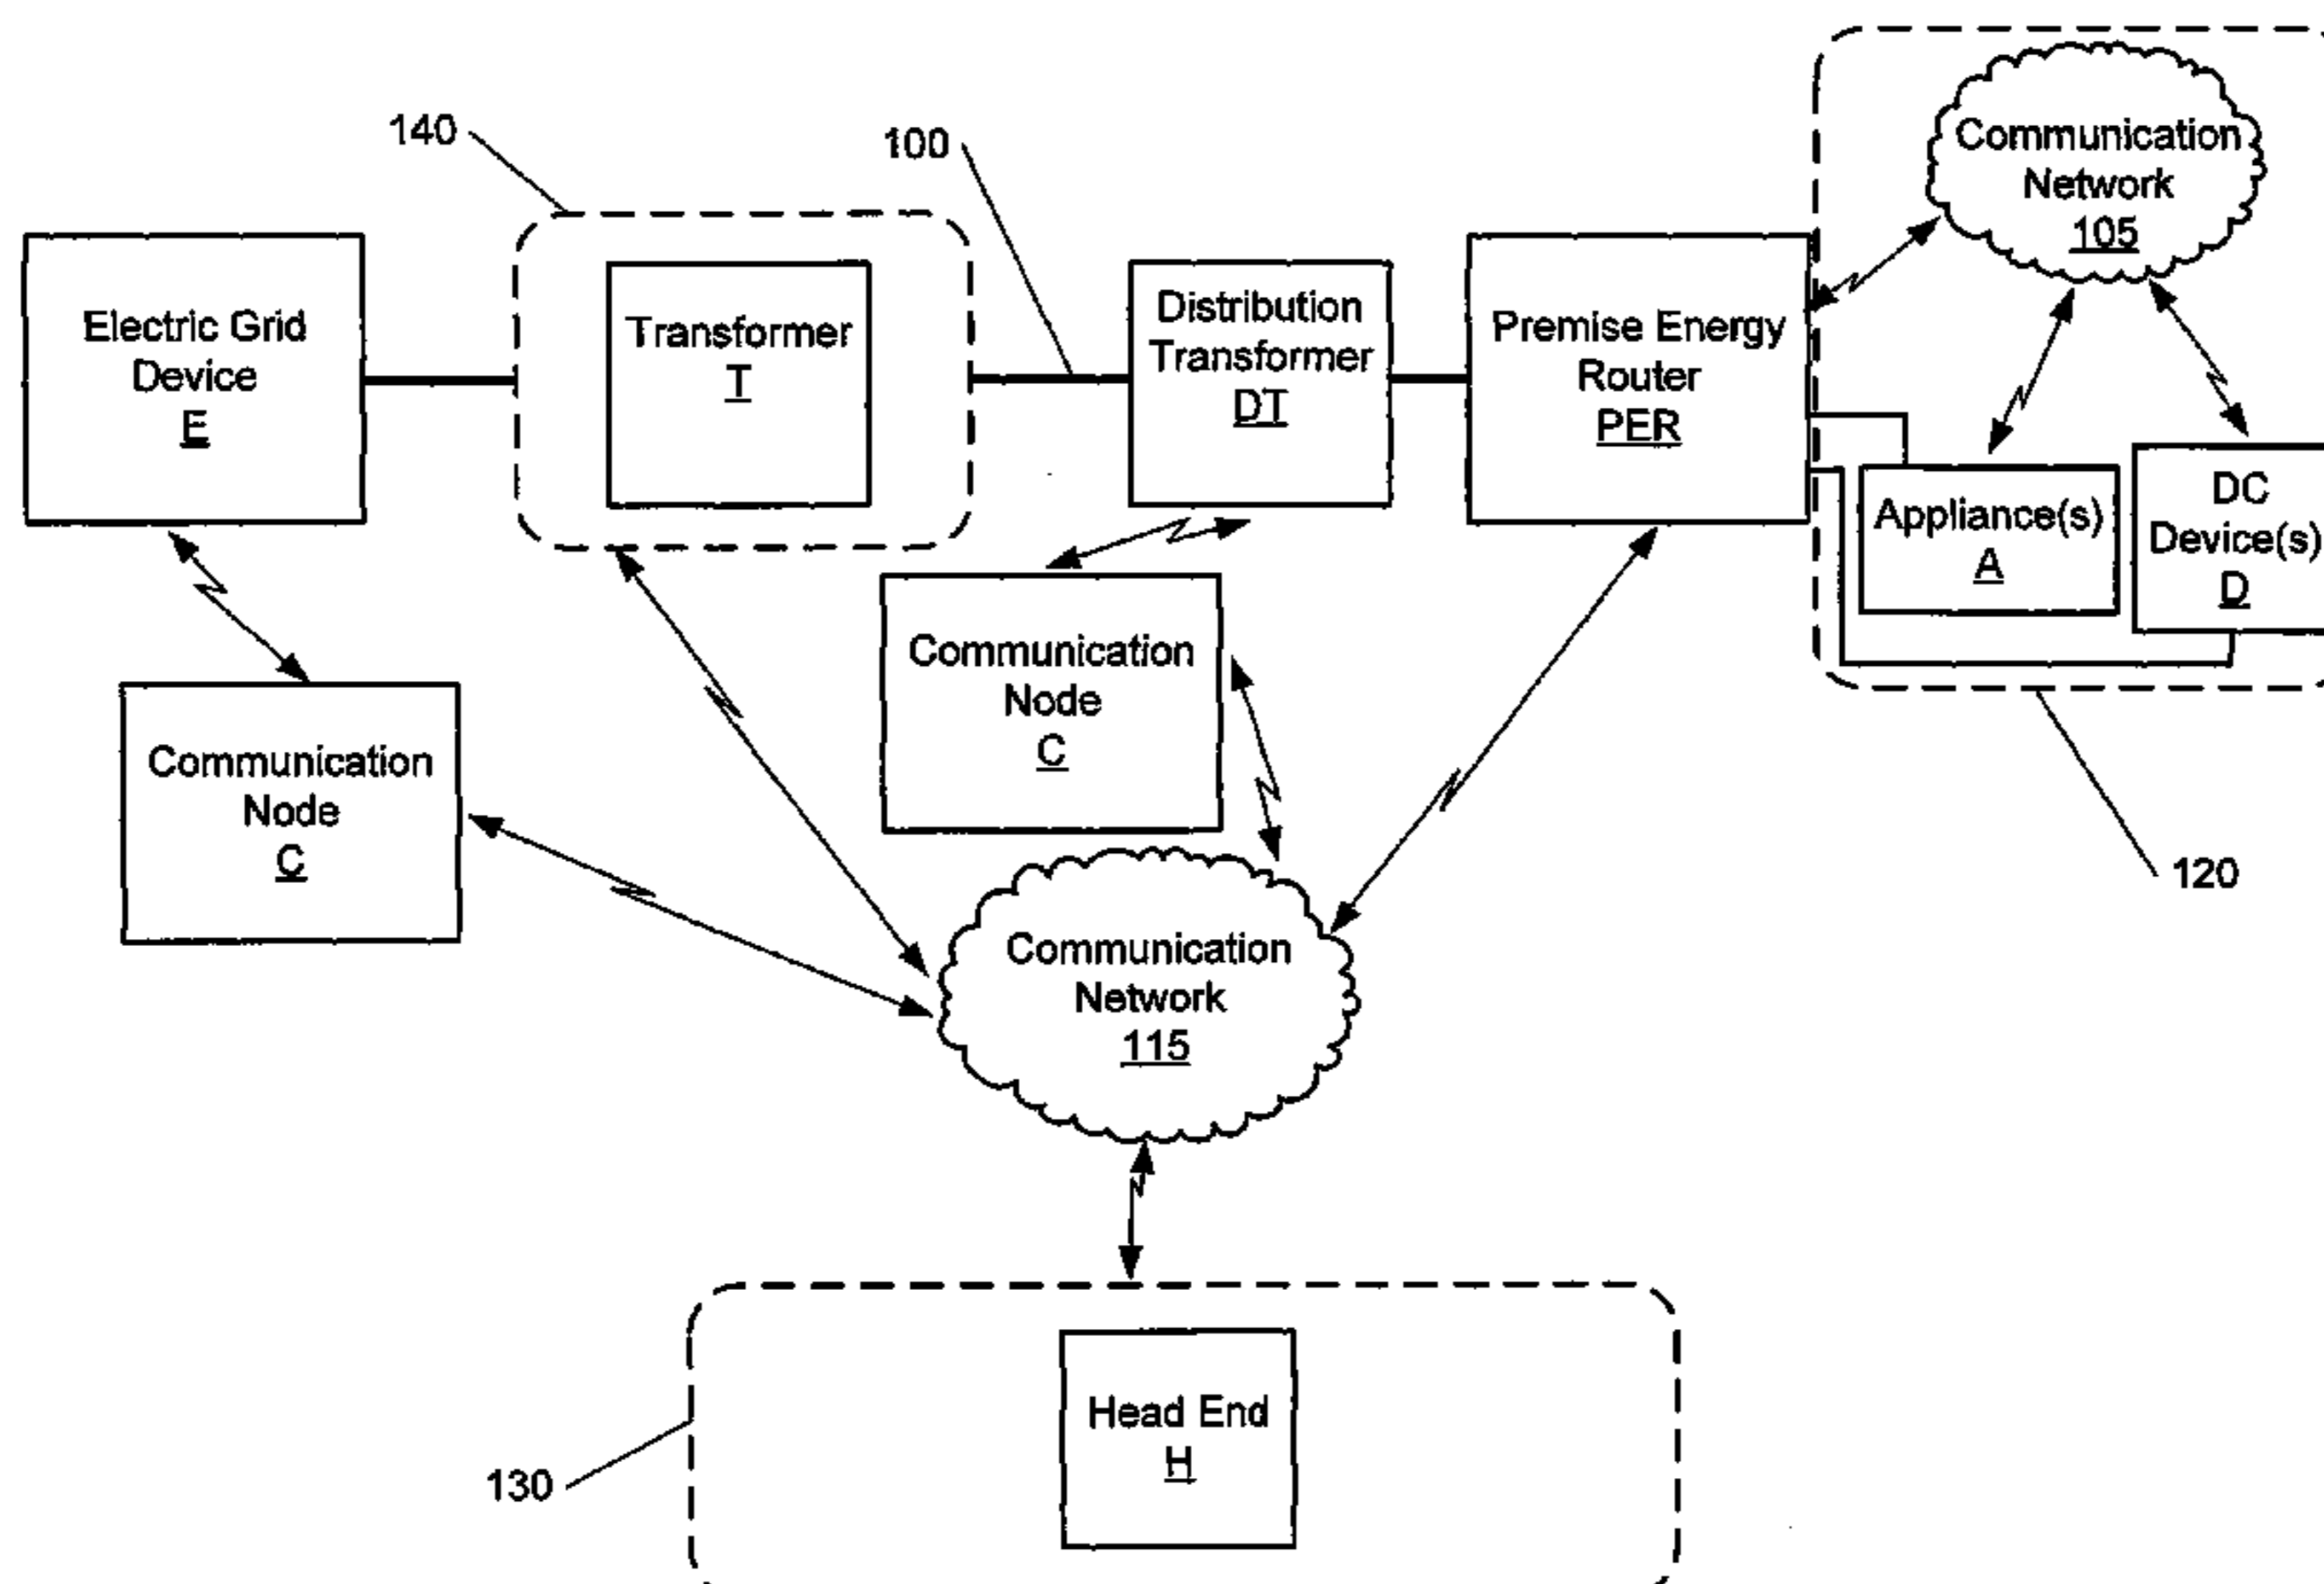 140
100
Communication
Network
105
Electric Grid
Device
E
Transformer
T
Distribution
Transformer
DT
Premise Energy
Router
PER
Appliance(s)
A
DC
Device(s)
D
Communication
Node
C
Communication
Node
C
120
Communication
Network
115
Head End
H
130